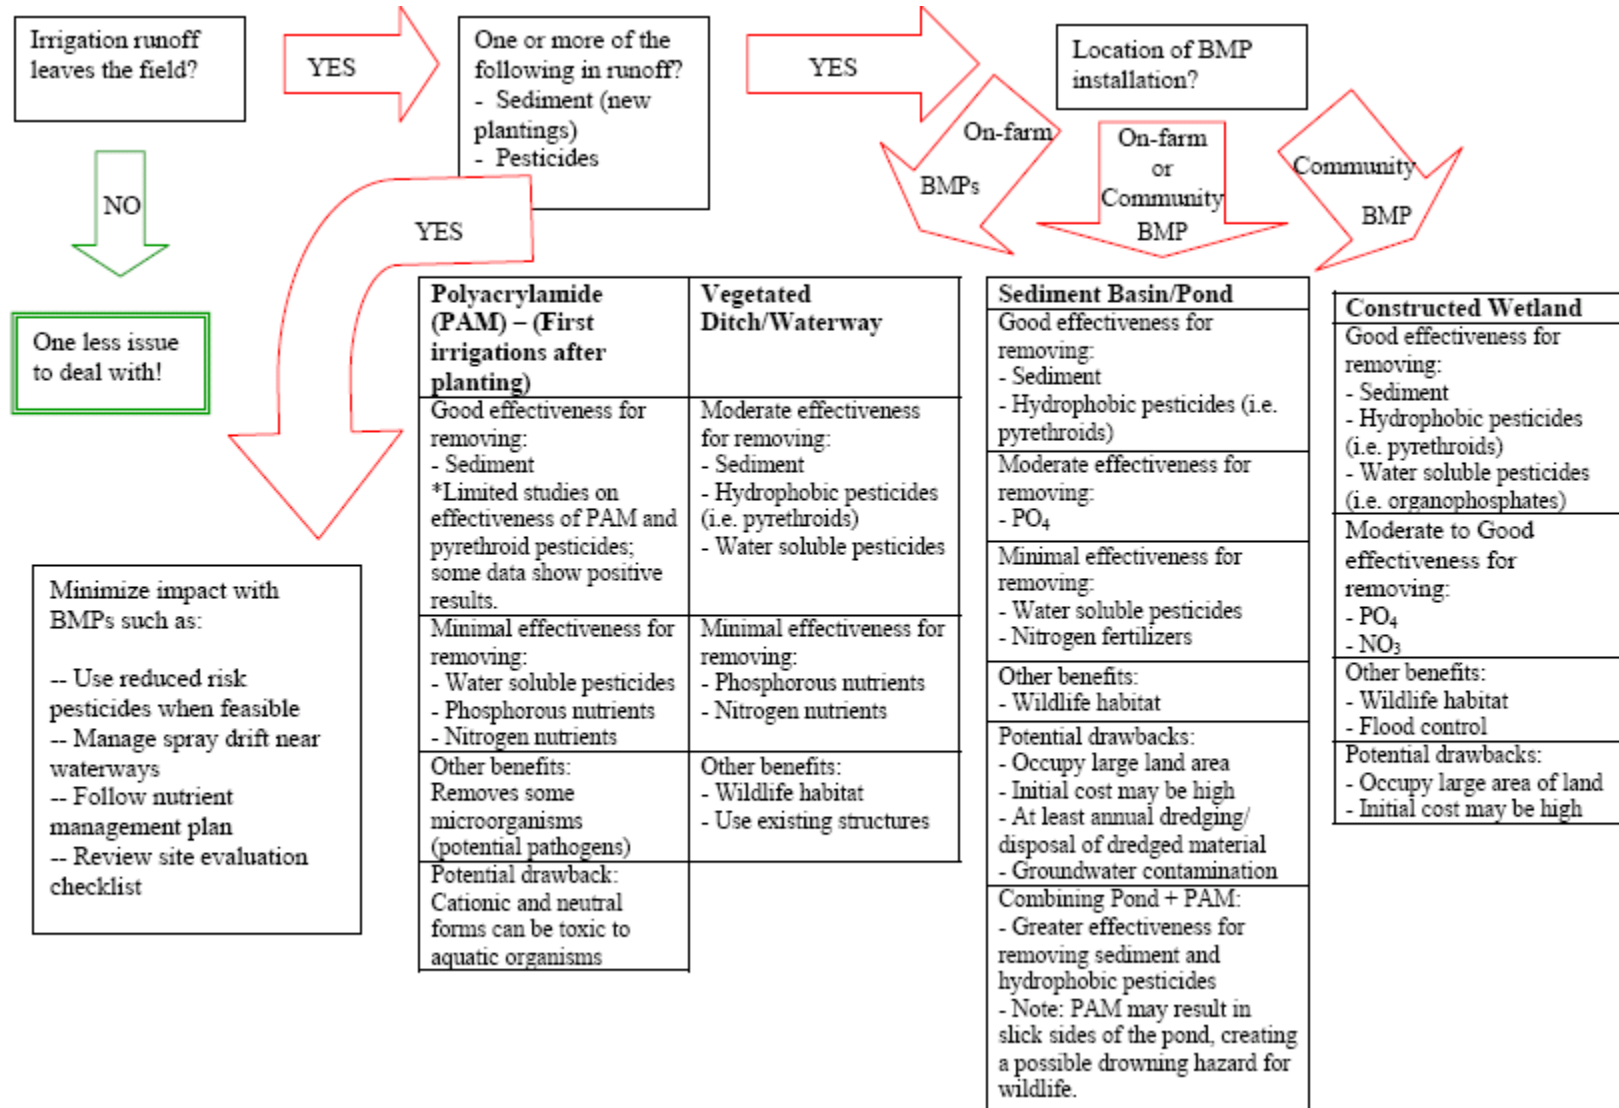 Irrigation runoff
leaves the field?
YES
One or more of the
following in runoff?
- Sediment (new
plantings)
- Pesticides
YES
Location of BMP
installation?
On-farm
BMPs
On-farm
or
Community
BMP
Community
BMP
NO
YES
One less issue
to deal with!
Minimize impact with
BMPs such as:
-- Use reduced risk
pesticides when feasible
-- Manage spray drift near
waterways
-- Follow nutrient
management plan
-- Review site evaluation
checklist
Polyacrylamide
(PAM) – (First
irrigations after
planting)
Good effectiveness for
removing:
- Sediment
*Limited studies on
effectiveness of PAM and
pyrethroid pesticides;
some data show positive
results.
Minimal effectiveness for
removing:
- Water soluble pesticides
- Phosphorous nutrients
- Nitrogen nutrients
Other benefits:
Removes some
microorganisms
(potential pathogens)
Potential drawback:
Cationic and neutral
forms can be toxic to
aquatic organisms
Vegetated
Ditch/Waterway
Moderate effectiveness
for removing:
- Sediment
- Hydrophobic pesticides
(i.e. pyrethroids)
- Water soluble pesticides
Minimal effectiveness for
removing:
- Phosphorous nutrients
- Nitrogen nutrients
Other benefits:
- Wildlife habitat
- Use existing structures
Sediment Basin/Pond
Good effectiveness for
removing:
- Sediment
- Hydrophobic pesticides (i.e.
pyrethroids)
Moderate effectiveness for
removing:
- PO4
Minimal effectiveness for
removing:
- Water soluble pesticides
- Nitrogen fertilizers
Other benefits:
- Wildlife habitat
Potential drawbacks:
- Occupy large land area
- Initial cost may be high
- At least annual dredging/
disposal of dredged material
- Groundwater contamination
Combining Pond + PAM:
- Greater effectiveness for
removing sediment and
hydrophobic pesticides
- Note: PAM may result in
slick sides of the pond, creating
a possible drowning hazard for
wildlife.
Constructed Wetland
Good effectiveness for
removing:
- Sediment
- Hydrophobic pesticides
(i.e. pyrethroids)
- Water soluble pesticides
(i.e. organophosphates)
Moderate to Good
effectiveness for
removing:
- PO4
- NO3
Other benefits:
- Wildlife habitat
- Flood control
Potential drawbacks:
- Occupy large area of land
- Initial cost may be high